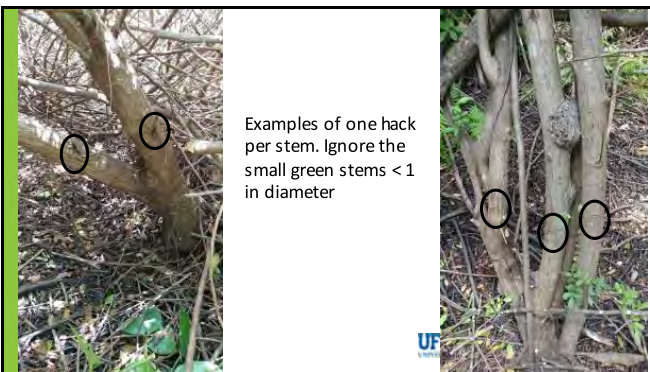 Examples of one hack
per stem. Ignore the
small green stems < 1
in diameter
UF